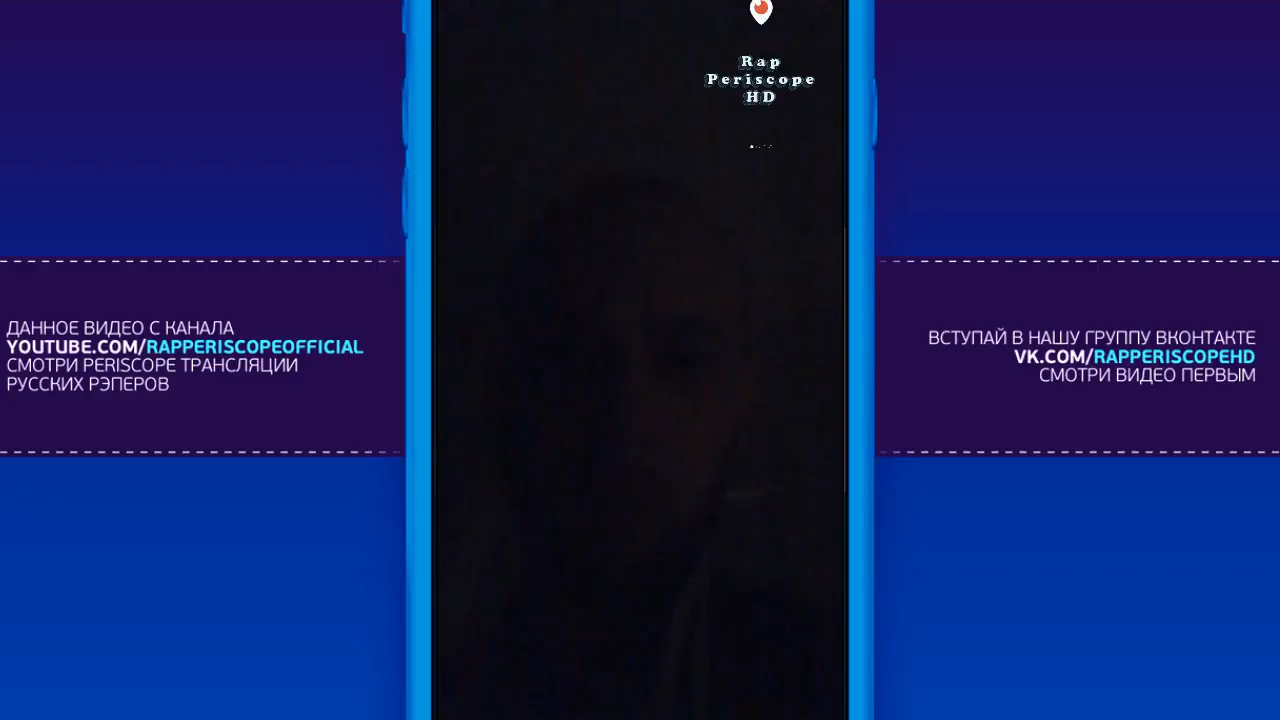 Rap
Periscope
HD
ДАННОЕ ВИДЕО С КАНАЛА
YOUTUBE.COM/RAPPERISCOPEOFFICIAL
СМОТРИ PERISCOPE ТРАНСЛЯЦИИ
РУССКИХ РЭПЕРОВ
ВСТУПАЙ В НАШУ ГРУППУ ВКОНТАКТЕ
VK.COM/RAPPERISCOPEHD
СМОТРИ ВИДЕО ПЕРВЫМ